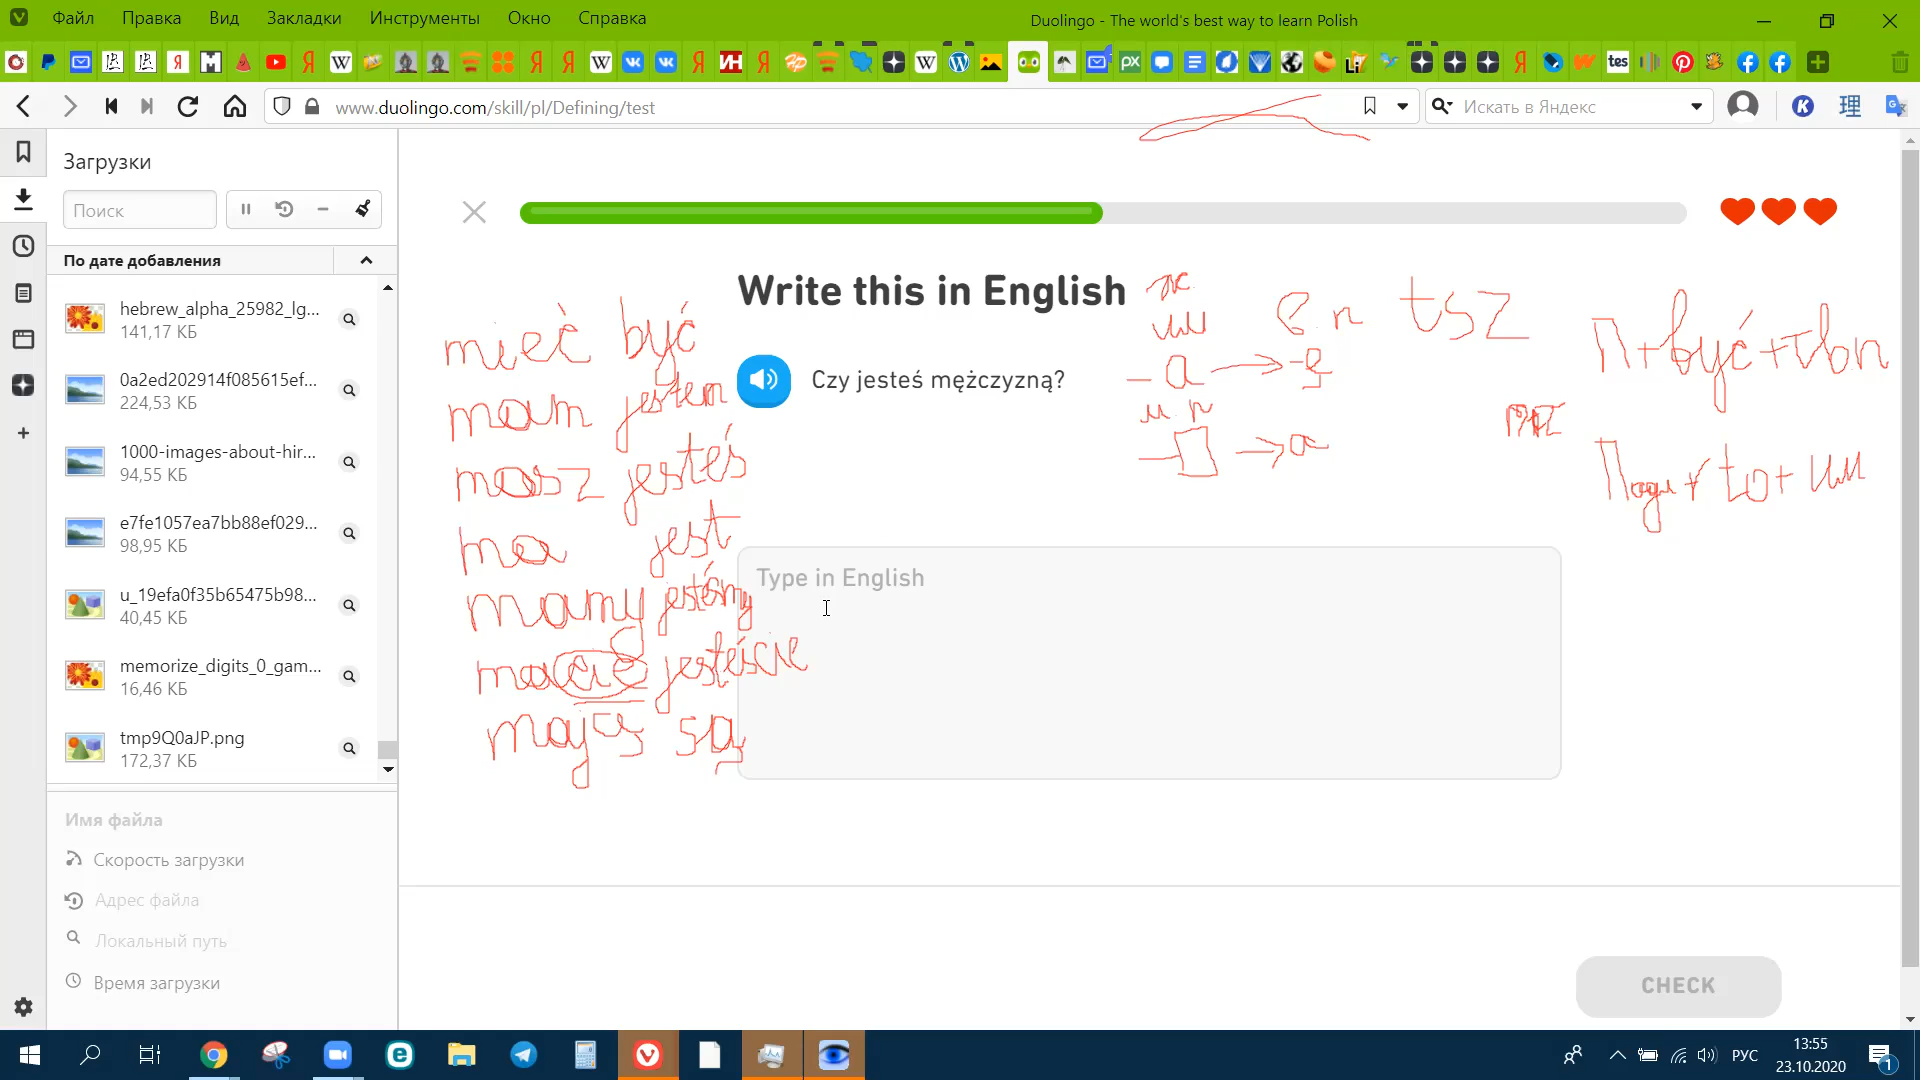 Файл Правка Вид Закладки Инструменты Окно Справка
Duolingo - The world's best way to learn Polish
www.duolingo.com/skill/pl/Defining/test
Искать в Яндекс
Загрузки
Поиск
По дате добавления
hebrew_alpha_25982_lg...
141,17 КБ
0a2ed202914f085615ef...
224,53 КБ
1000-images-about-hir...
94,55 КБ
e7fe1057ea7bb88ef029...
98,95 КБ
u_19efa0f35b65475b98...
40,45 КБ
memorize_digits_0_gam...
16,46 КБ
tmp9Q0aJP.png
172,37 КБ
Имя файла
Скорость загрузки
Адрес файла
Локальный путь
Время загрузки
Write this in English
Czy jesteś mężczyzną?
Type in English
CHECK
mieć być
mam jestem
masz jesteś
ma jest
mamy jesteśmy
macie jesteście
mają są
tsz
- a → -ę
→ a
П+być+твп
to+
РУС
13:55
23.10.2020
1